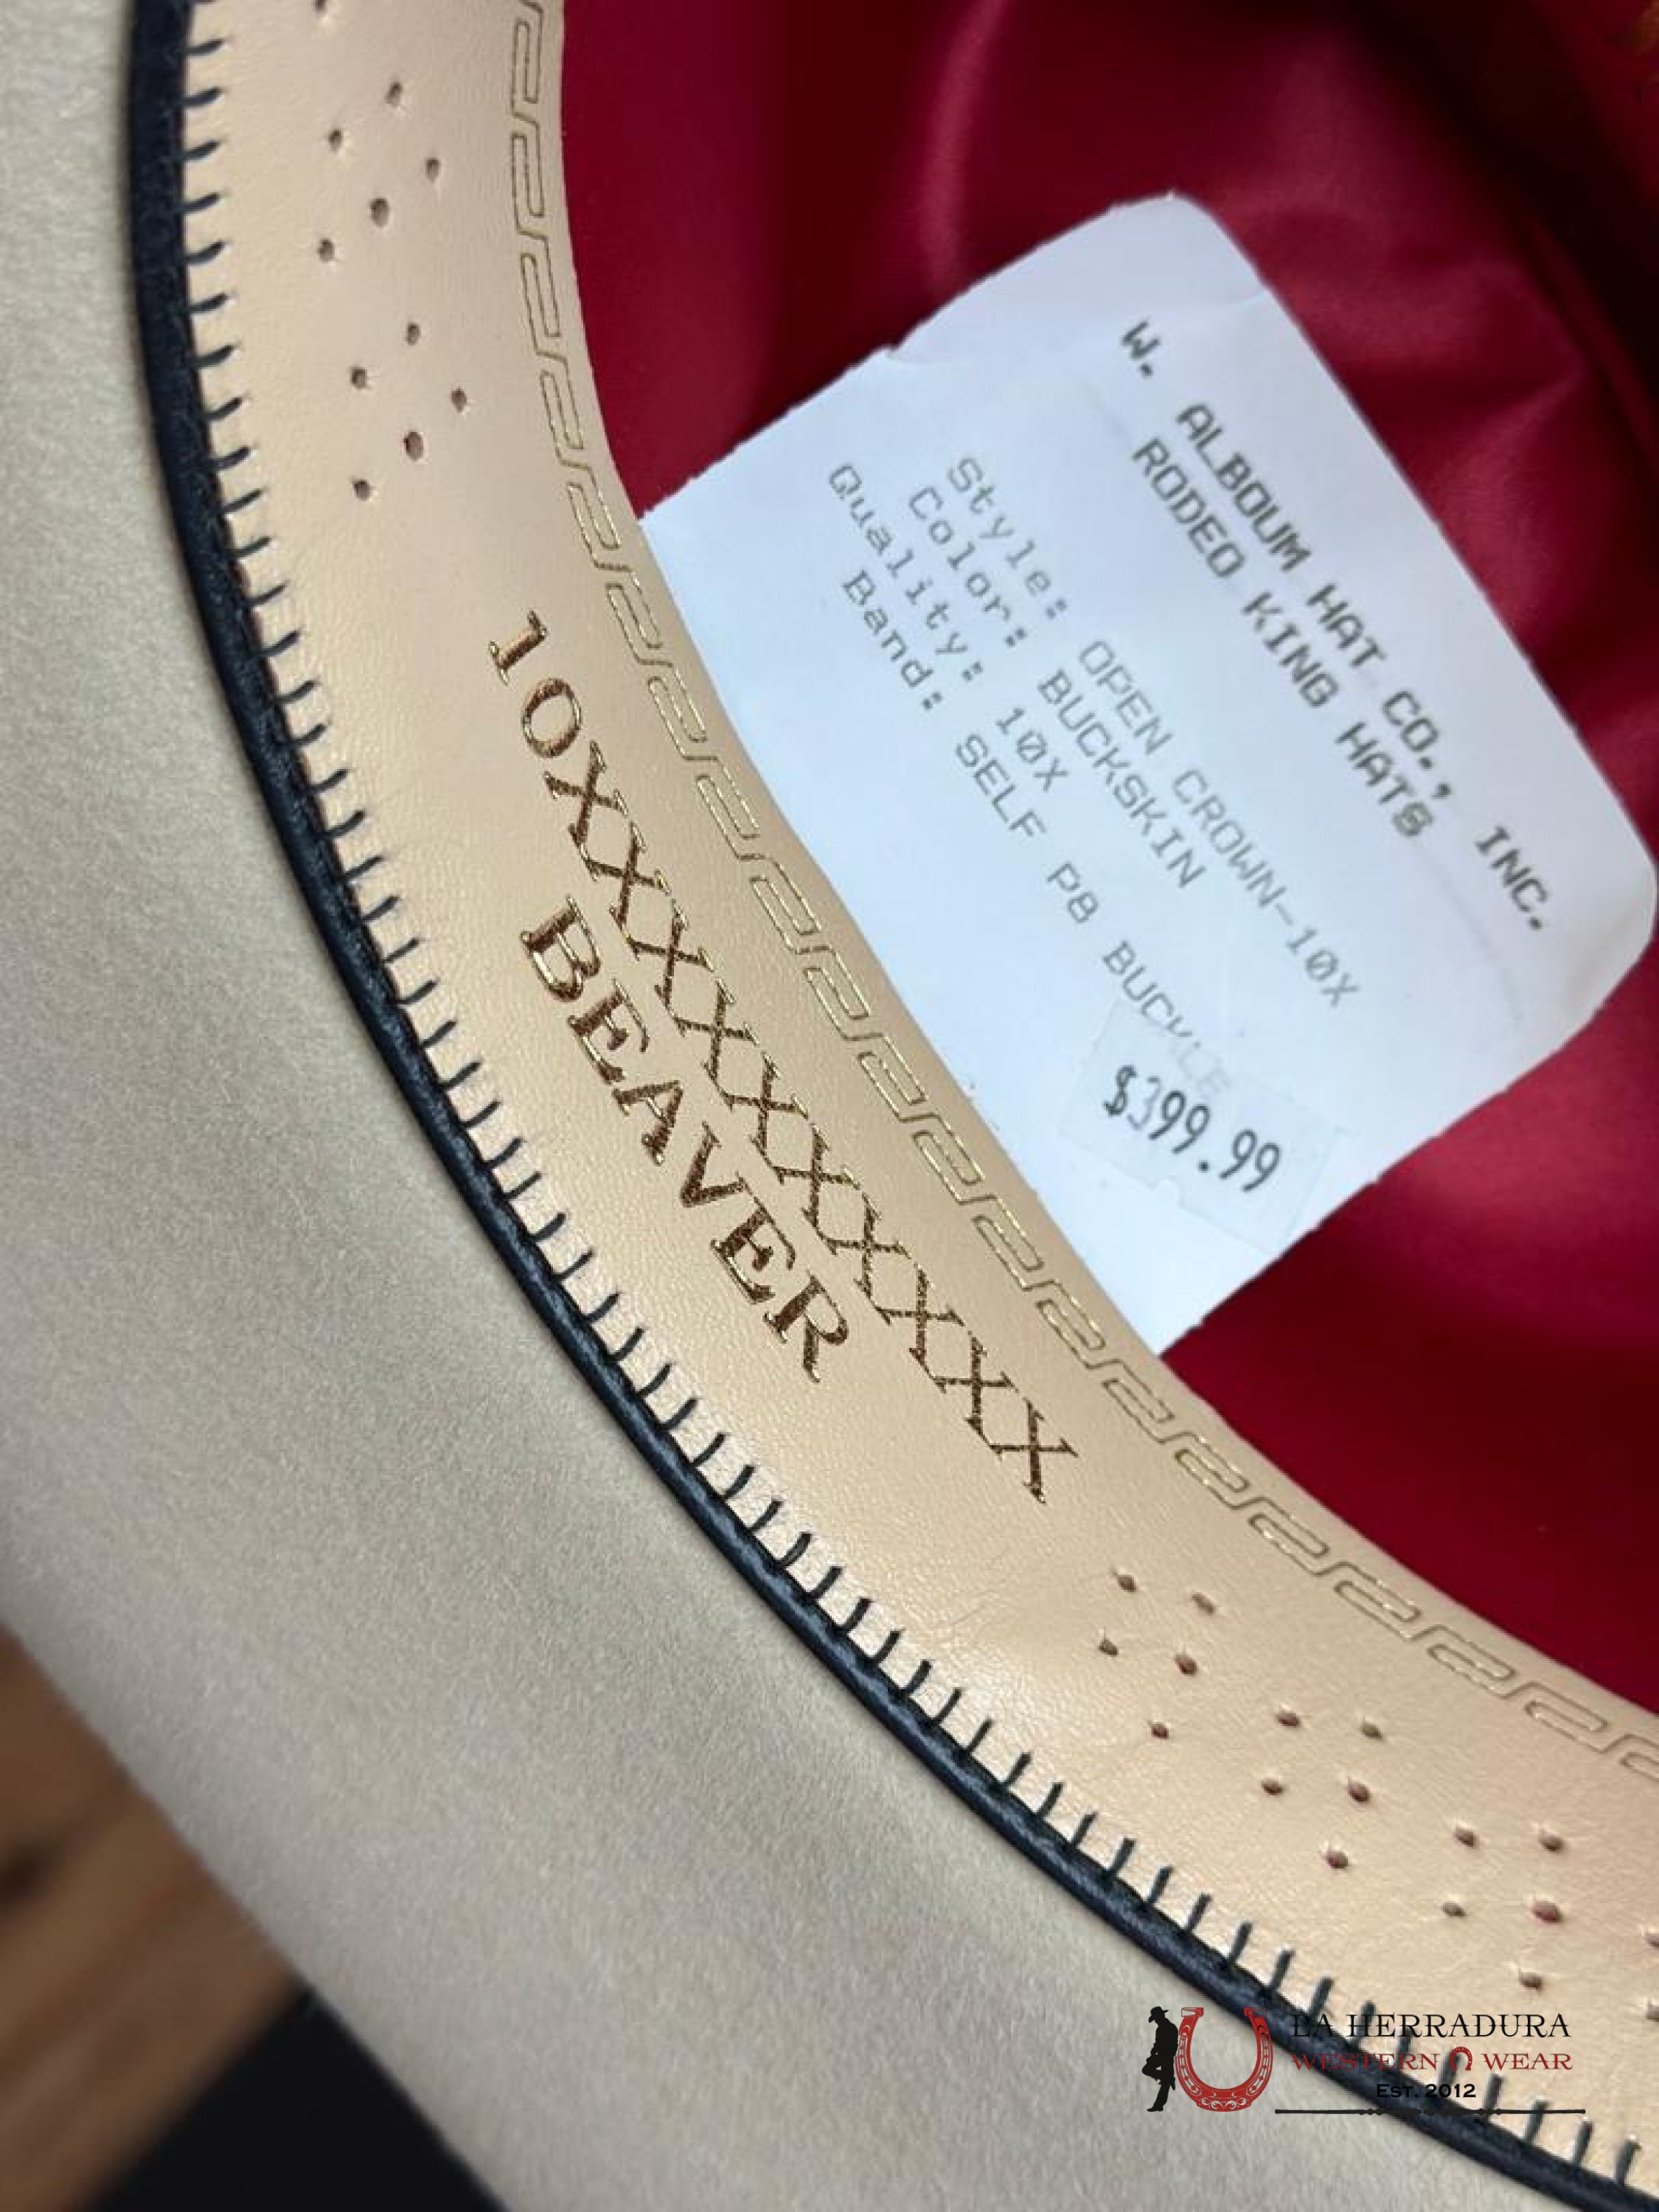 W. ALBOUM HAT CO., INC.
RODEO KING HATS
Style: OPEN CROWN-10X
Color: BUCKSKIN
Quality: 10X
Band: SELF P8 BUCKLE
$399.99
10XXXXXXXXXX
BEAVER
LA HERRADURA
WESTERN WEAR
EST. 2012